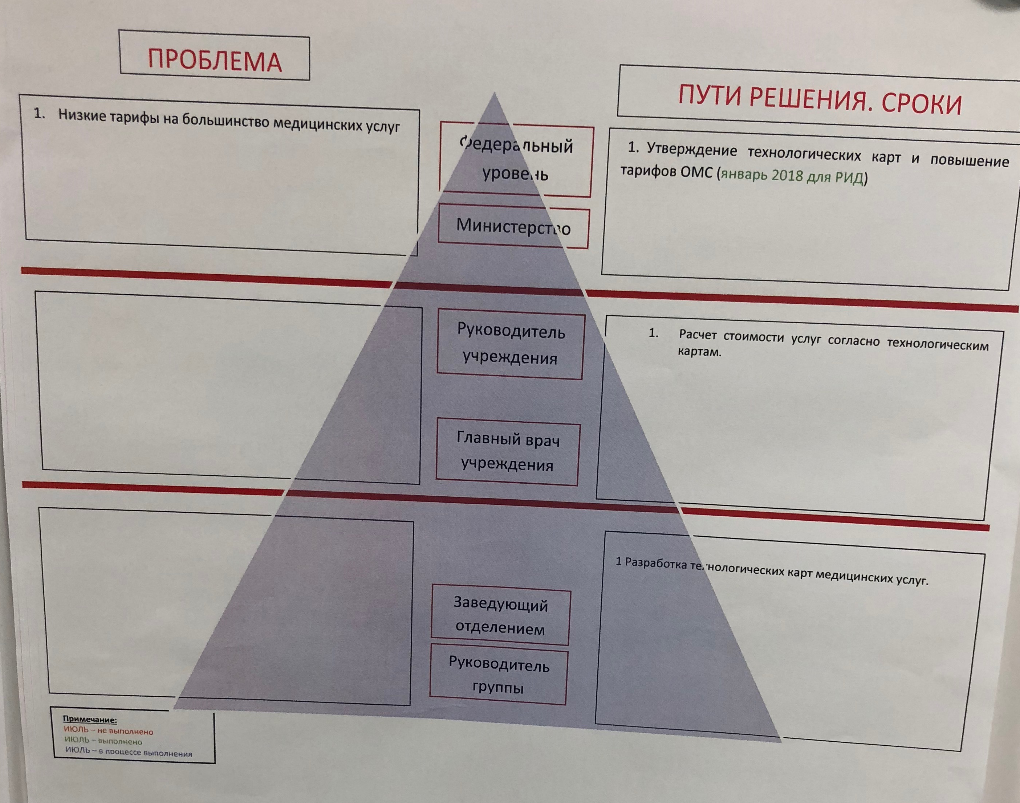 ПРОБЛЕМА
ПУТИ РЕШЕНИЯ. СРОКИ
1. Низкие тарифы на большинство медицинских услуг
Федеральный
уровень
Министерство
1. Утверждение технологических карт и повышение
тарифов ОМС (январь 2018 для РИД)
Руководитель
учреждения
Главный врач
учреждения
1. Расчет стоимости услуг согласно технологическим
картам.
Заведующий
отделением
Руководитель
группы
1 Разработка технологических карт медицинских услуг.
Примечание:
ИЮЛЬ – не выполнено
ИЮЛЬ – выполнено
ИЮЛЬ – в процессе выполнения